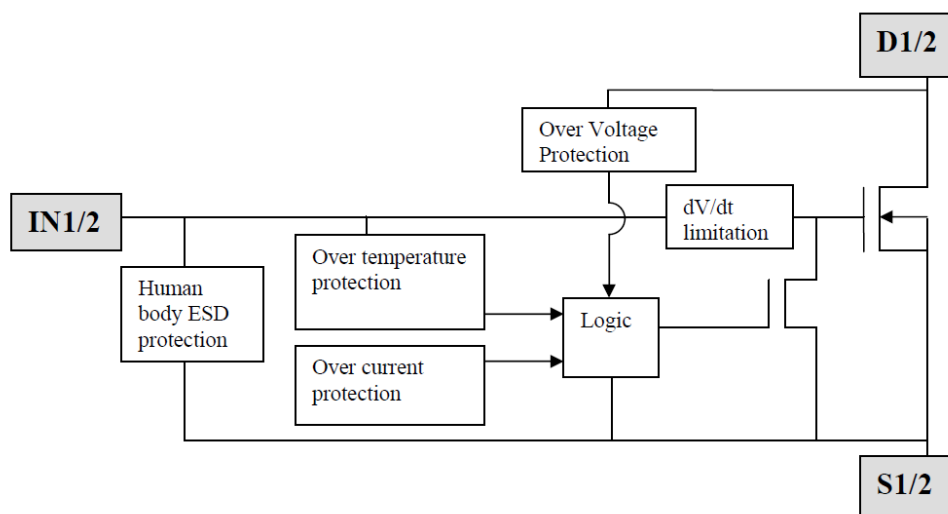 D1/2
Over Voltage
Protection
IN1/2
dV/dt
limitation
Over temperature
protection
Human
body ESD
protection
Logic
Over current
protection
S1/2